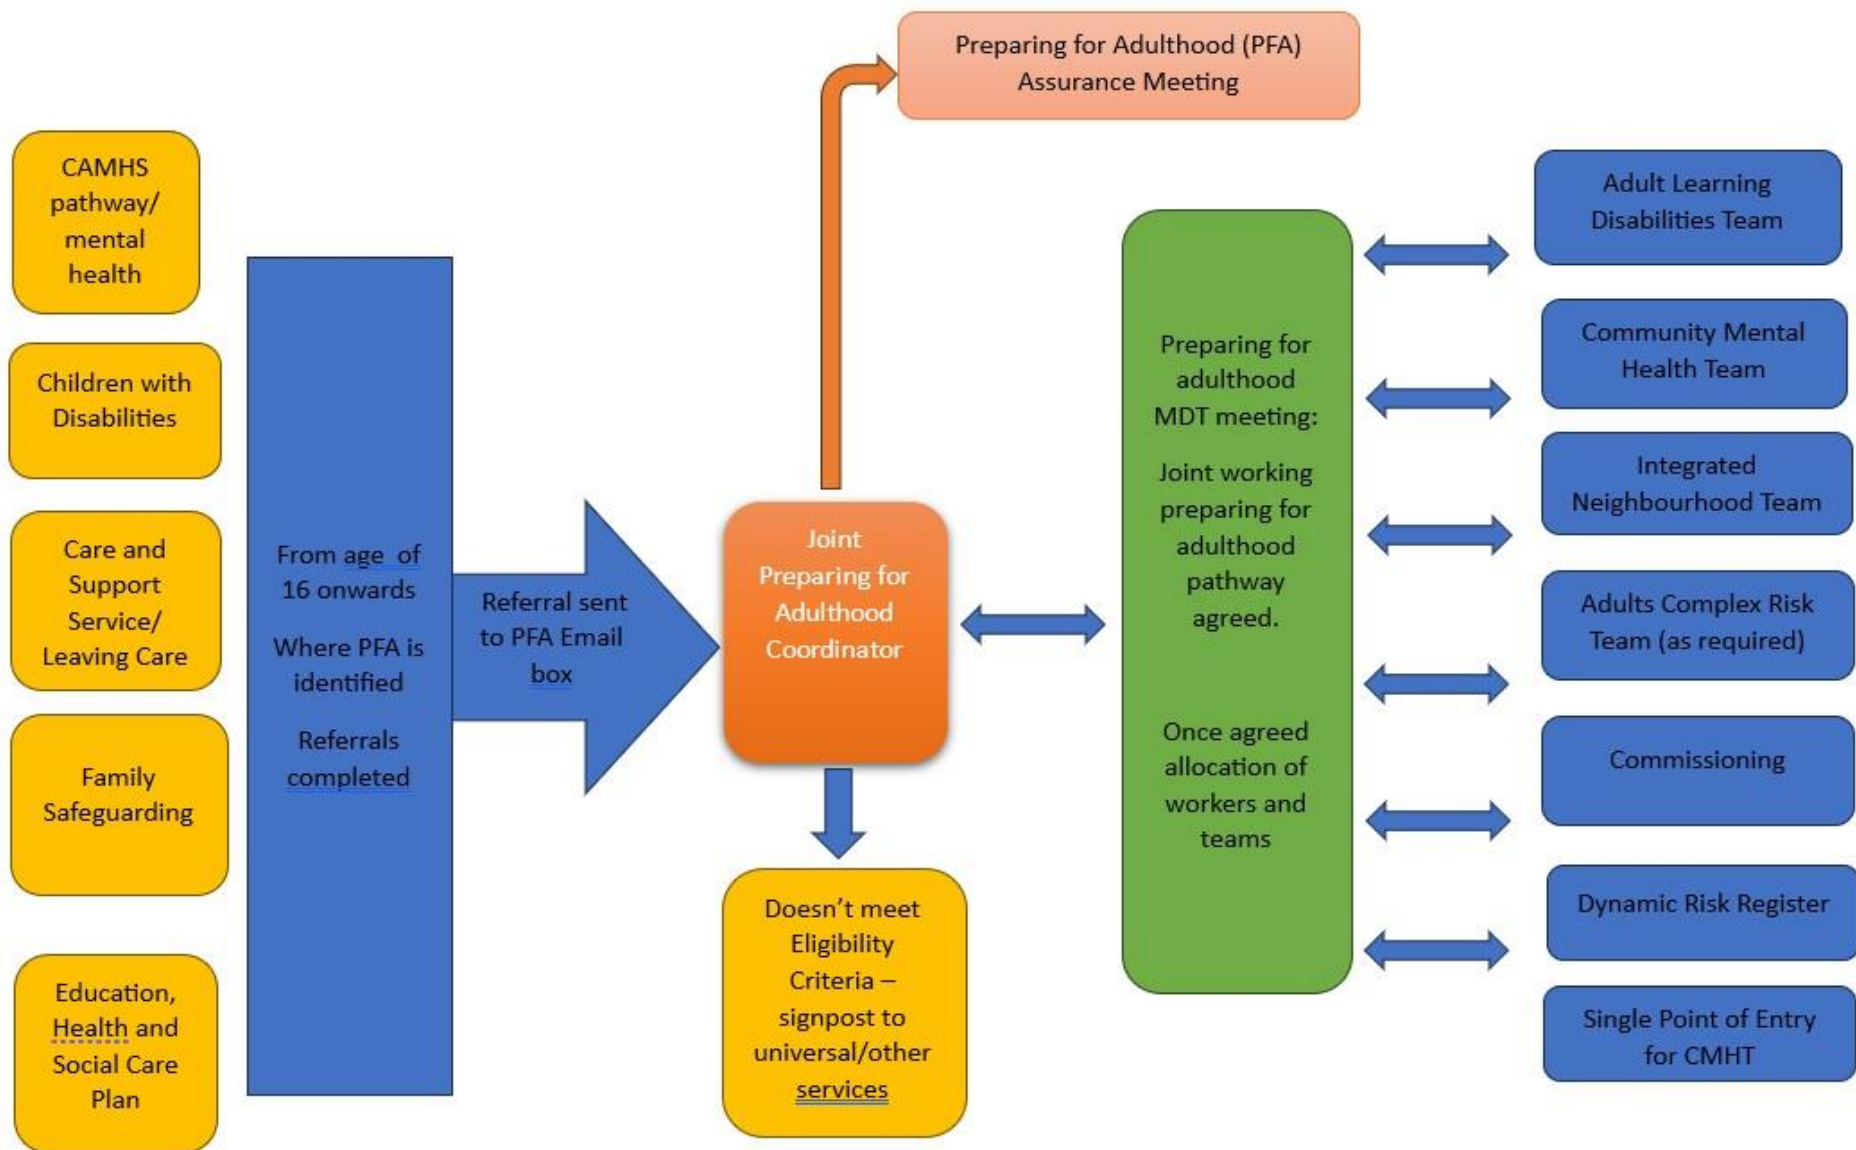 Preparing for Adulthood (PFA)
Assurance Meeting
CAMHS
pathway/
mental
health
Children with
Disabilities
Care and
Support
Service/
Leaving Care
Family
Safeguarding
Education,
Health and
Social Care
Plan
From age of
16 onwards
Where PFA is
identified
Referrals
completed
Referral sent
to PFA Email
box
Joint
Preparing for
Adulthood
Coordinator
Doesn’t meet
Eligibility
Criteria –
signpost to
universal/other
services
Preparing for
adulthood
MDT meeting:
Joint working
preparing for
adulthood
pathway
agreed.
Once agreed
allocation of
workers and
teams
Adult Learning
Disabilities Team
Community Mental
Health Team
Integrated
Neighbourhood Team
Adults Complex Risk
Team (as required)
Commissioning
Dynamic Risk Register
Single Point of Entry
for CMHT